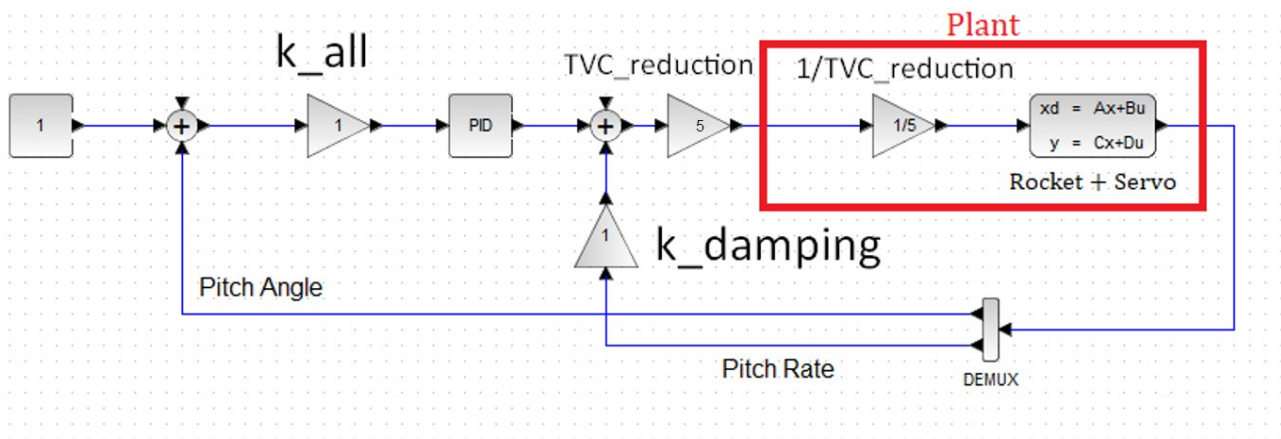 Plant
k_all
TVC_reduction
1/TVC_reduction
1
+
1
PID
+
5
1/5
xd = Ax+Bu
y = Cx+Du
Rocket + Servo
1
k_damping
Pitch Angle
Pitch Rate
DEMUX